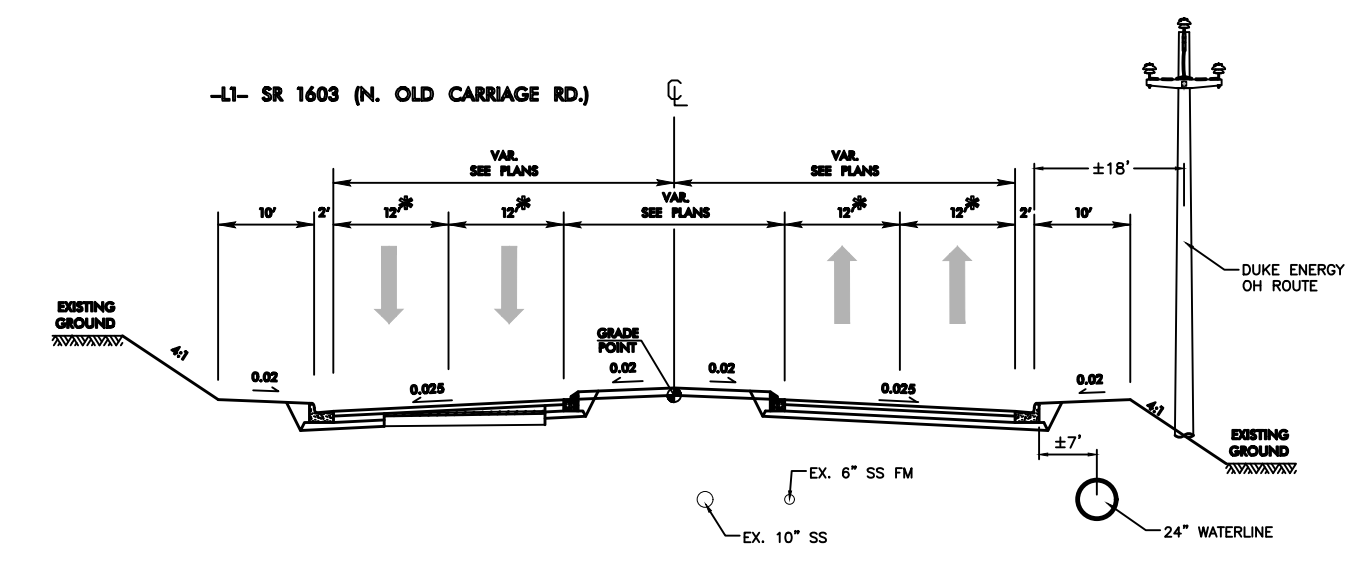 -L1- SR 1603 (N. OLD CARRIAGE RD.)
CL
VAR.
SEE PLANS
VAR.
SEE PLANS
±18'
VAR.
SEE PLANS
10'
2'
12'*
12'*
12'*
12'*
2'
10'
DUKE ENERGY
OH ROUTE
EXISTING
GROUND
4:1
GRADE
POINT
0.02
0.025
0.02
0.02
0.025
0.02
4:1
EXISTING
GROUND
±7'
EX. 6" SS FM
EX. 10" SS
24" WATERLINE